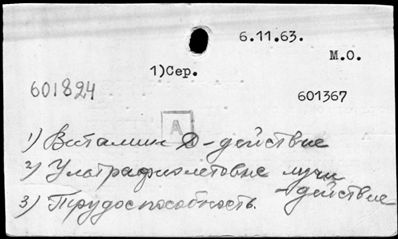 6.11.63.
М.О.
1)Сер.
601824
601367
А
1) Витамин D - действие
2) Ультрафиолетовые лучи - действие
3) Трудоспособность.